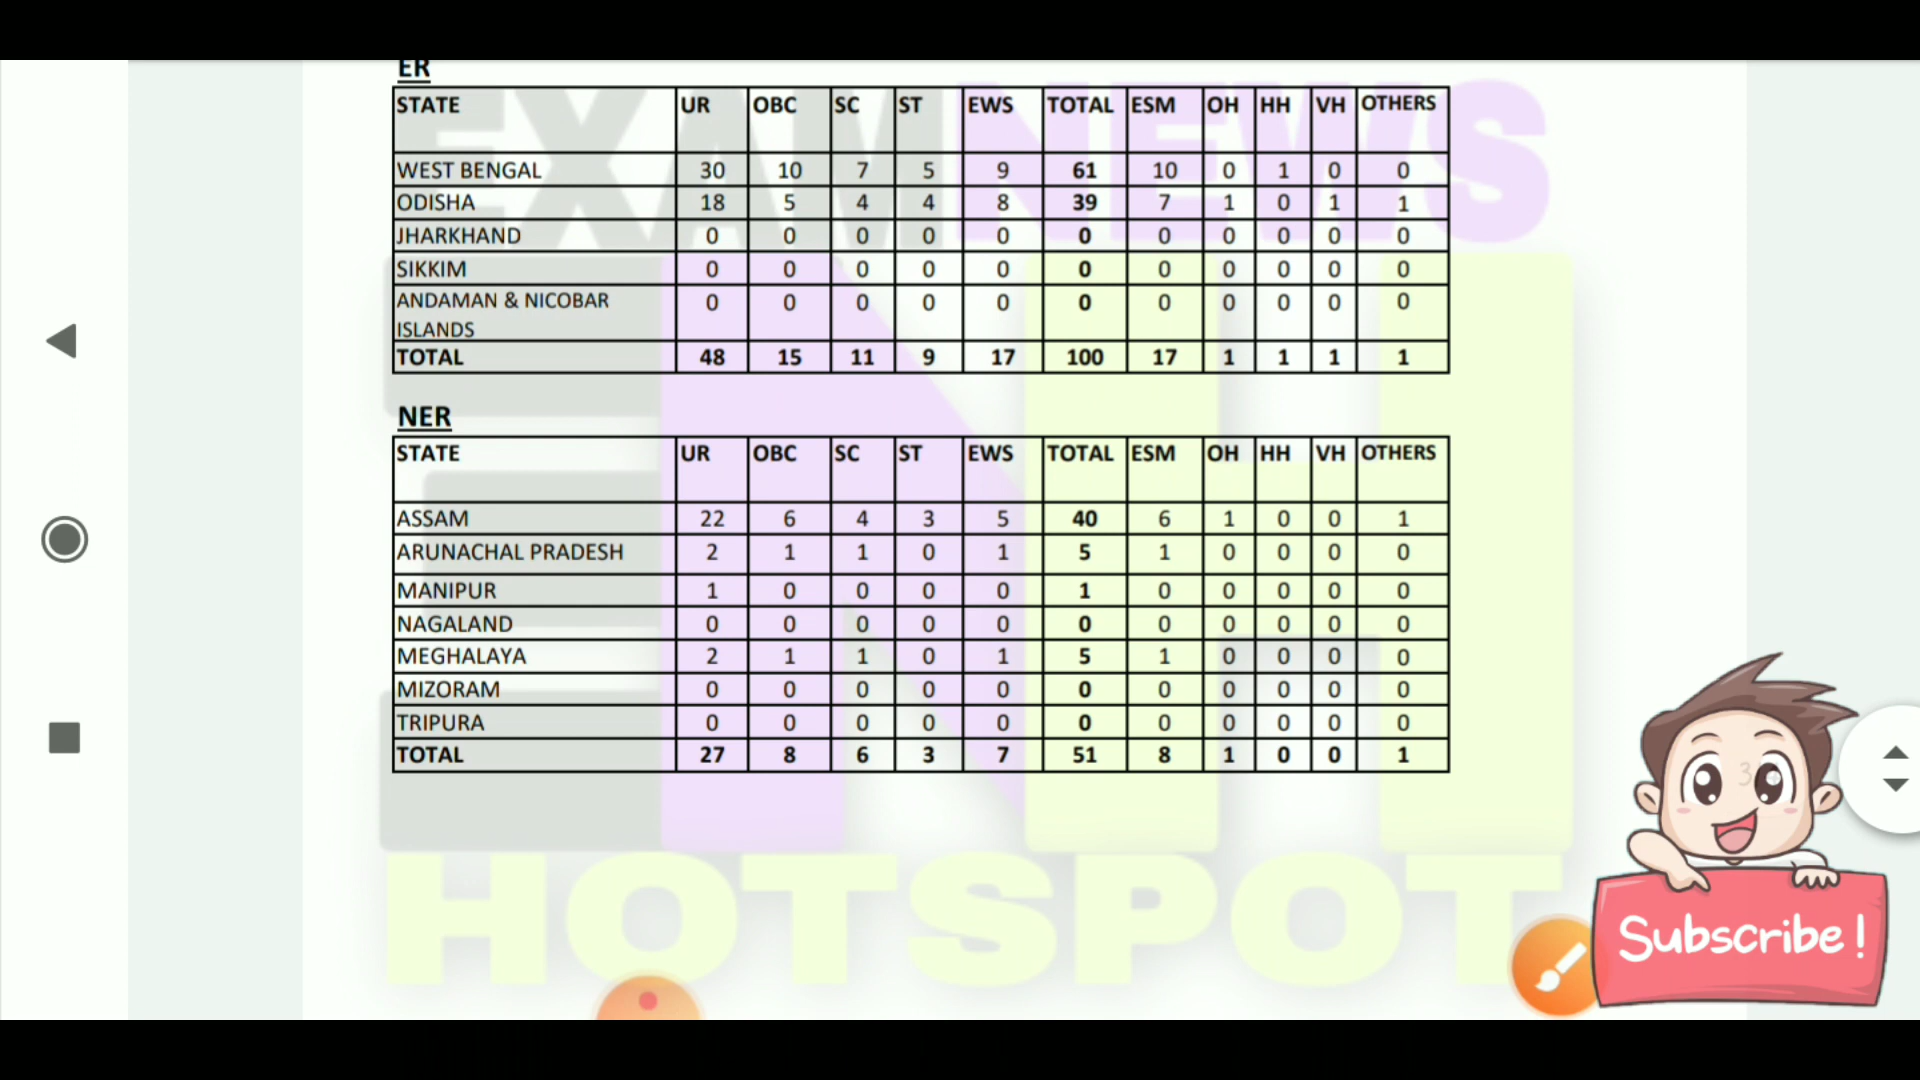 ER
STATE UR OBC SC ST EWS TOTAL ESM OH HH VH OTHERS
WEST BENGAL 30 10 7 5 9 61 10 0 1 0 0
ODISHA 18 5 4 4 8 39 7 1 0 1 1
JHARKHAND 0 0 0 0 0 0 0 0 0 0 0
SIKKIM 0 0 0 0 0 0 0 0 0 0 0
ANDAMAN & NICOBAR
ISLANDS 0 0 0 0 0 0 0 0 0 0 0
TOTAL 48 15 11 9 17 100 17 1 1 1 1
NER
STATE UR OBC SC ST EWS TOTAL ESM OH HH VH OTHERS
ASSAM 22 6 4 3 5 40 6 1 0 0 1
ARUNACHAL PRADESH 2 1 1 0 1 5 1 0 0 0 0
MANIPUR 1 0 0 0 0 1 0 0 0 0 0
NAGALAND 0 0 0 0 0 0 0 0 0 0 0
MEGHALAYA 2 1 1 0 1 5 1 0 0 0 0
MIZORAM 0 0 0 0 0 0 0 0 0 0 0
TRIPURA 0 0 0 0 0 0 0 0 0 0 0
TOTAL 27 8 6 3 7 51 8 1 0 0 1
EXAM NEWS
HOTSPOT
Subscribe!